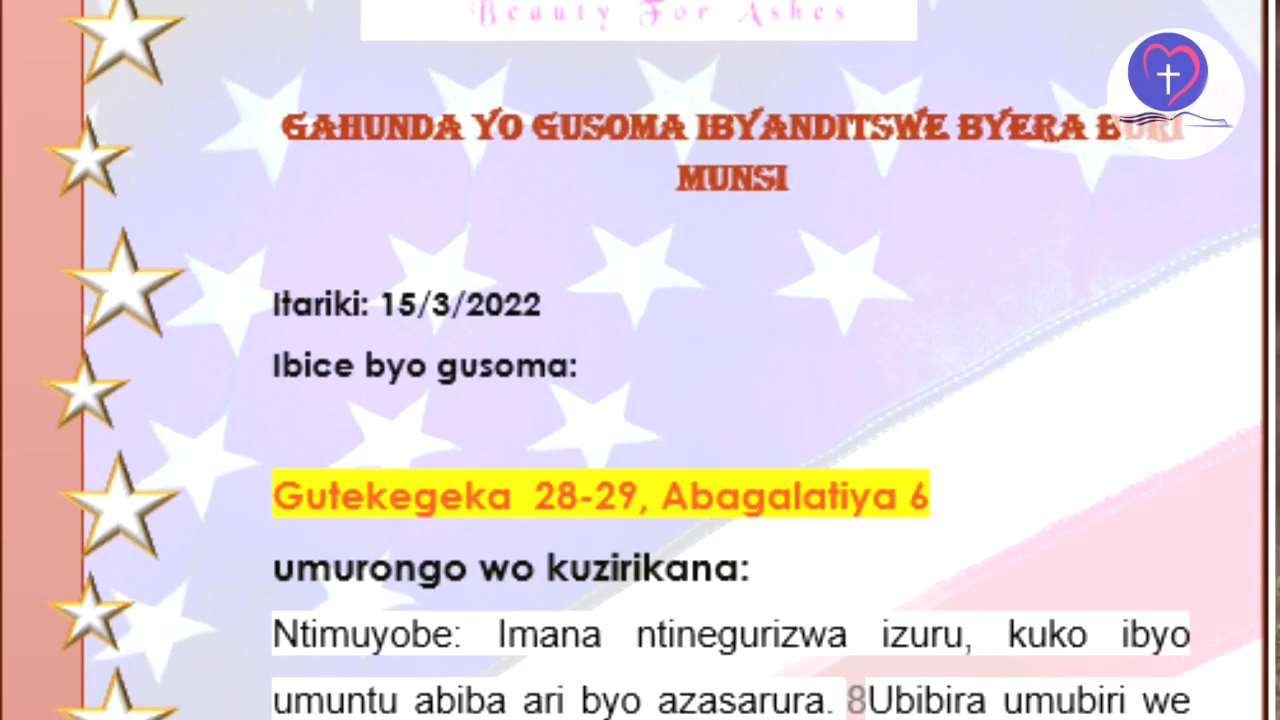 Beauty For Ashes
GAHUNDA YO GUSOMA IBYANDITSWE BYERA BURI
MUNSI
Itariki: 15/3/2022
Ibice byo gusoma:
Gutekegeka 28-29, Abagalatiya 6
umurongo wo kuzirikana:
Ntimuyobe: Imana ntinegurizwa izuru, kuko ibyo
umuntu abiba ari byo azasarura. 8Ubibira umubiri we